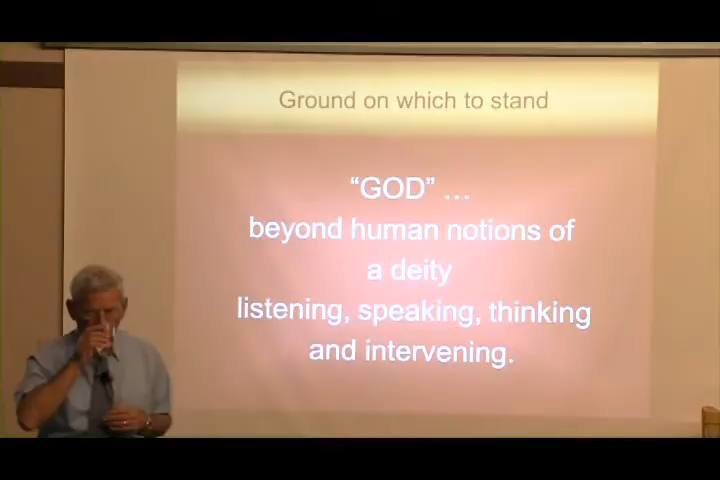 Ground on which to stand
“GOD” ...
beyond human notions of
a deity
listening, speaking, thinking
and intervening.